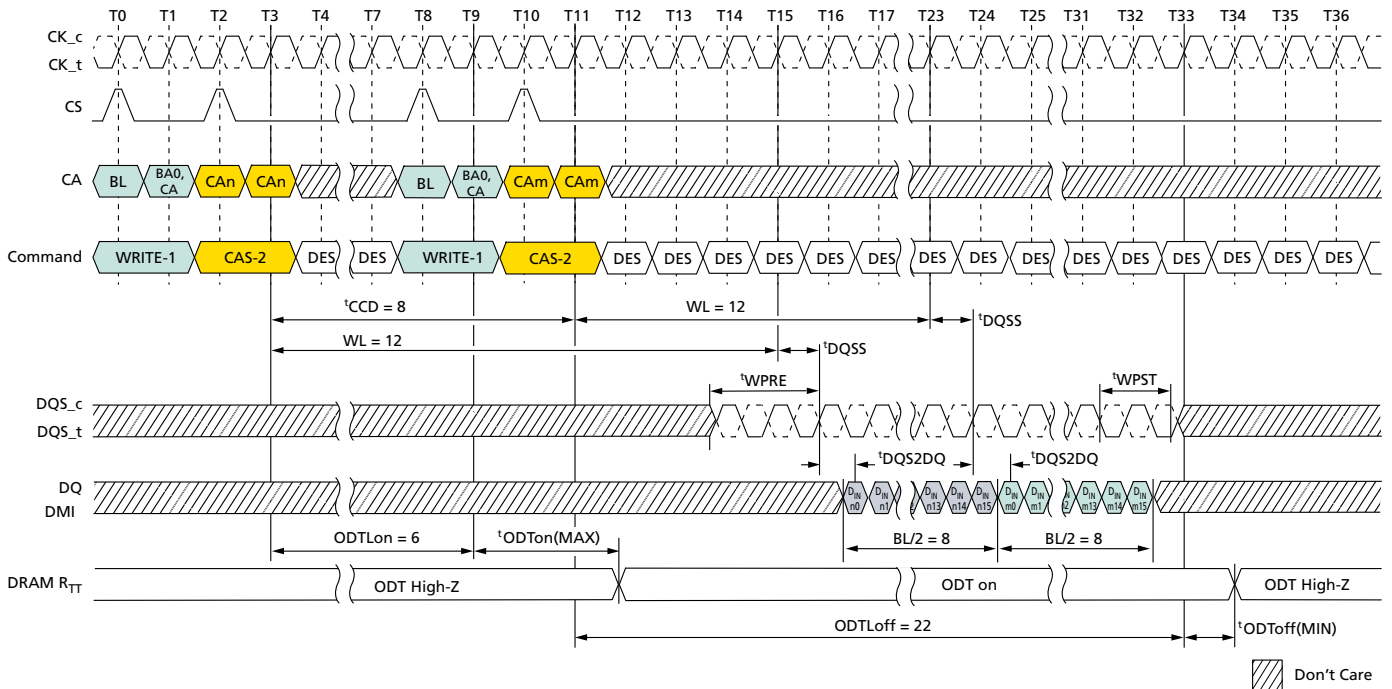 T0 T1 T2 T3 T4 T7 T8 T9 T10 T11 T12 T13 T14 T15 T16 T17 T23 T24 T25 T31 T32 T33 T34 T35 T36
CK_c
CK_t
CS
CA BL BA0, CA CAn CAn BL BA0, CA CAm CAm
Command WRITE-1 CAS-2 DES DES WRITE-1 CAS-2 DES DES DES DES DES DES DES DES DES DES DES DES DES DES DES
tCCD = 8 WL = 12 tDQSS
WL = 12 tDQSS
tWPRE tWPST
DQS_c
DQS_t
tDQS2DQ tDQS2DQ
DQ
DMI
DIN n0 DIN n1 DIN n13 DIN n14 DIN n15 DIN m0 DIN m1 DIN m13 DIN m14 DIN m15
BL/2 = 8 BL/2 = 8
ODTLon = 6 tODTon(MAX)
DRAM RTT ODT High-Z ODT on ODT High-Z
ODTLoff = 22 tODToff(MIN)
Don't Care